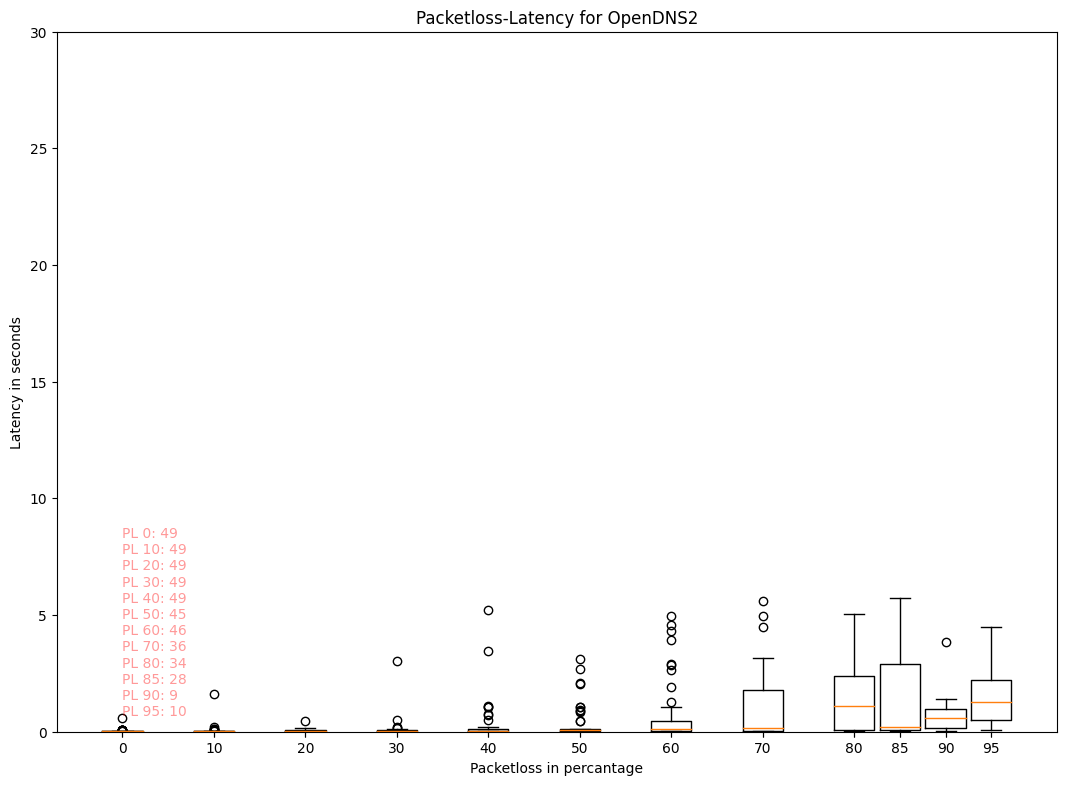 Packetloss-Latency for OpenDNS2
30
25
20
15
10
5
0
Latency in seconds
PL 0: 49
PL 10: 49
PL 20: 49
PL 30: 49
PL 40: 49
PL 50: 45
PL 60: 46
PL 70: 36
PL 80: 34
PL 85: 28
PL 90: 9
PL 95: 10
0 10 20 30 40 50 60 70 80 85 90 95
Packetloss in percantage